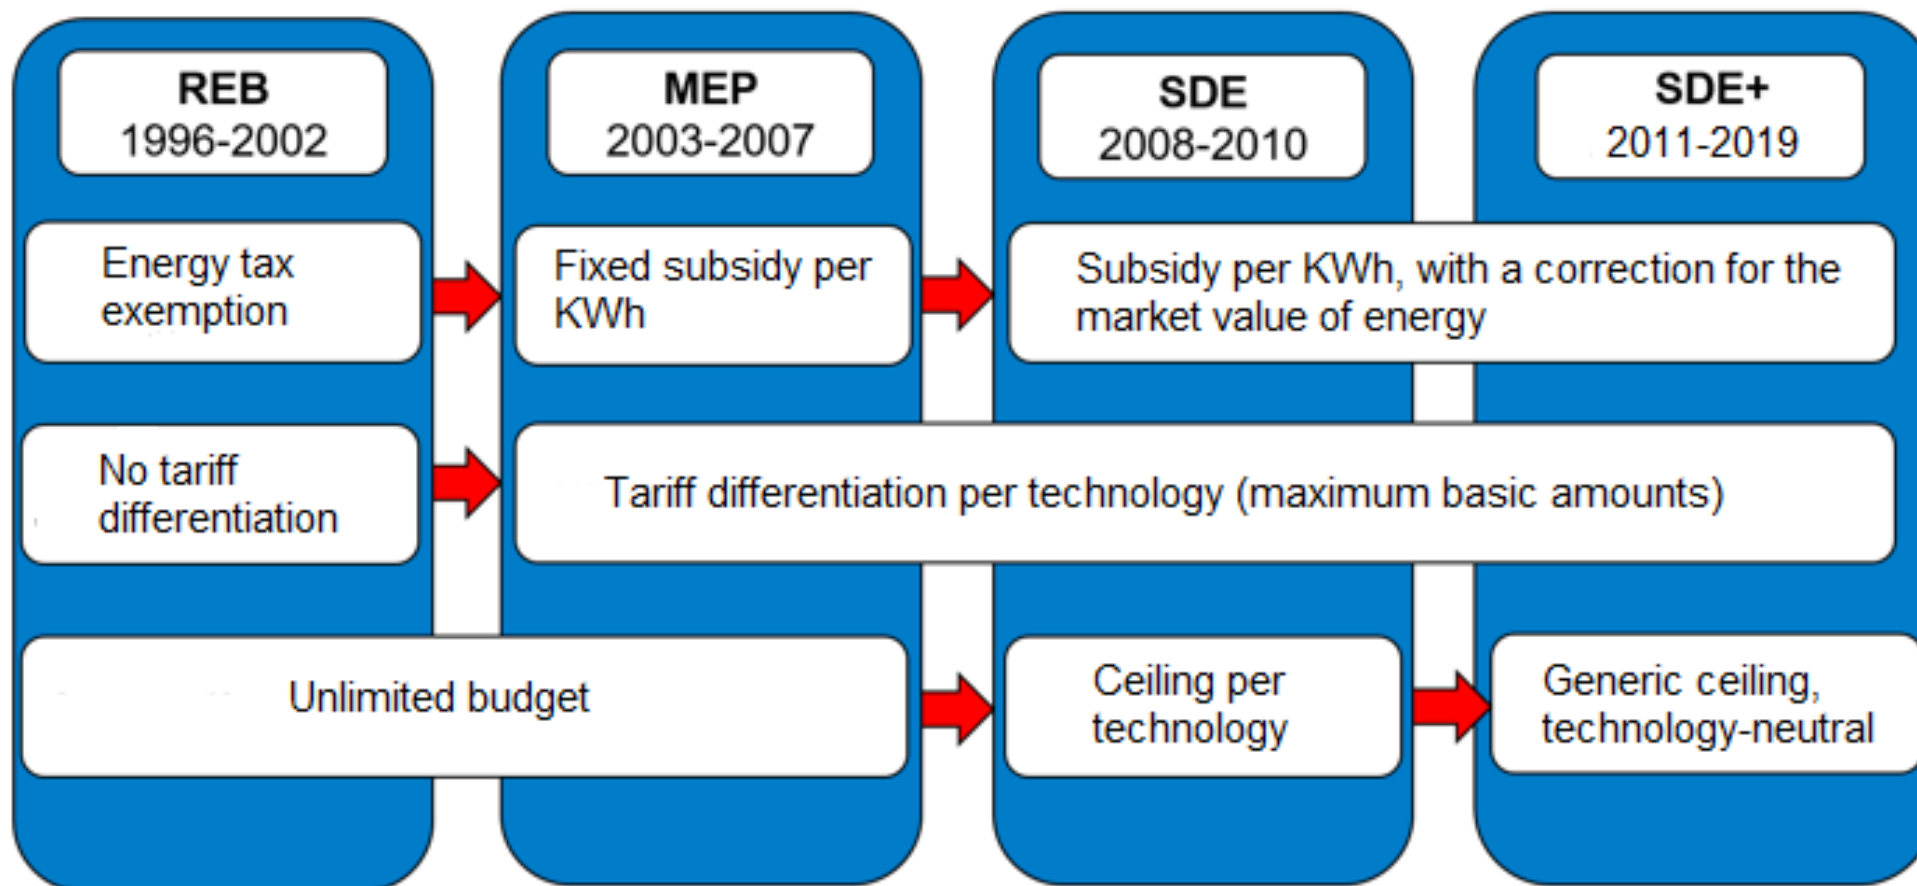 REB
1996-2002
MEP
2003-2007
SDE
2008-2010
SDE+
2011-2019
Energy tax
exemption
Fixed subsidy per
KWh
Subsidy per KWh, with a correction for the
market value of energy
No tariff
differentiation
Tariff differentiation per technology (maximum basic amounts)
Unlimited budget
Ceiling per
technology
Generic ceiling,
technology-neutral